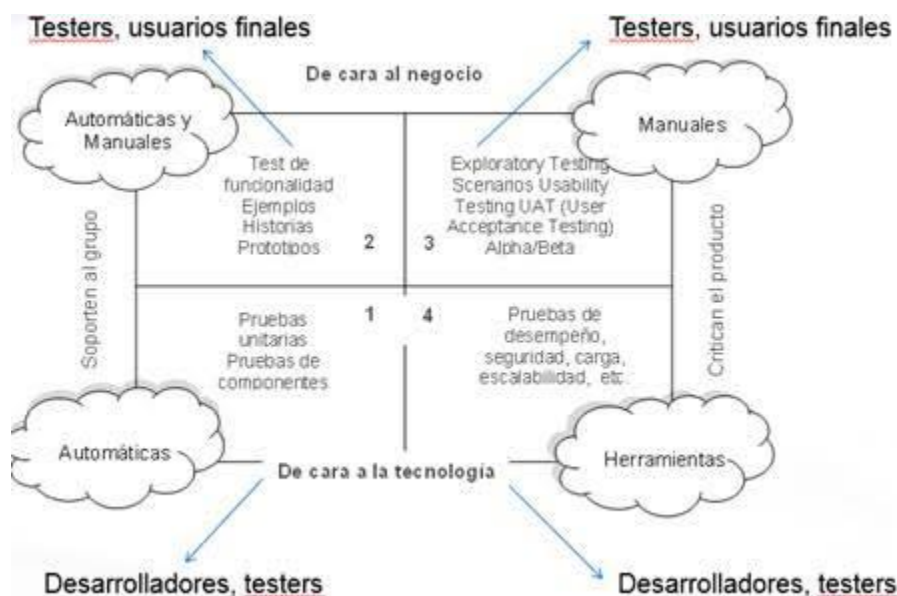 Testers, usuarios finales
Testers, usuarios finales
De cara al negocio
Automáticas y
Manuales
Manuales
Test de
funcionalidad
Ejemplos
Historias
Prototipos
2
3
Exploratory Testing
Scenarios Usability
Testing UAT (User
Acceptance Testing)
Alpha/Beta
Soporten al grupo
Critican el producto
1
4
Pruebas
unitarias
Pruebas de
componentes
Pruebas de
desempeño,
seguridad, carga,
escalabilidad, etc
Automáticas
De cara a la tecnología
Herramientas
Desarrolladores, testers
Desarrolladores, testers